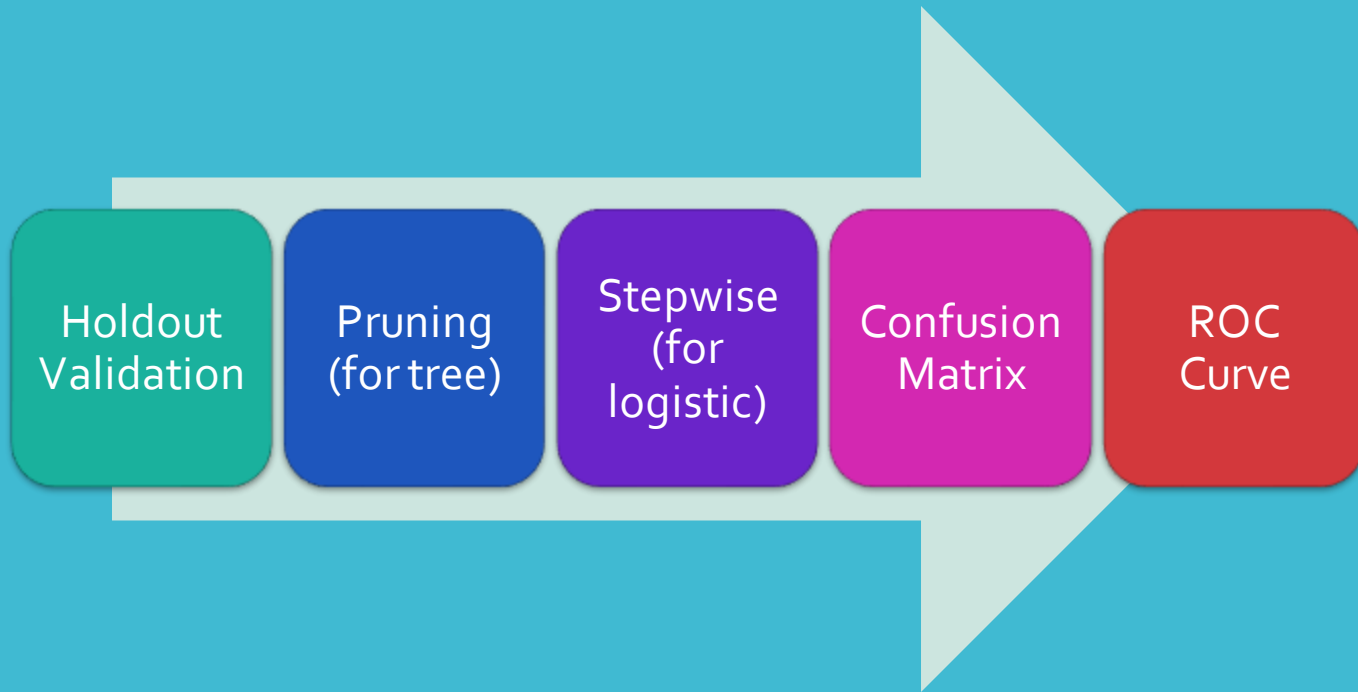 Holdout
Validation
Pruning
(for tree)
Stepwise
(for
logistic)
Confusion
Matrix
ROC
Curve